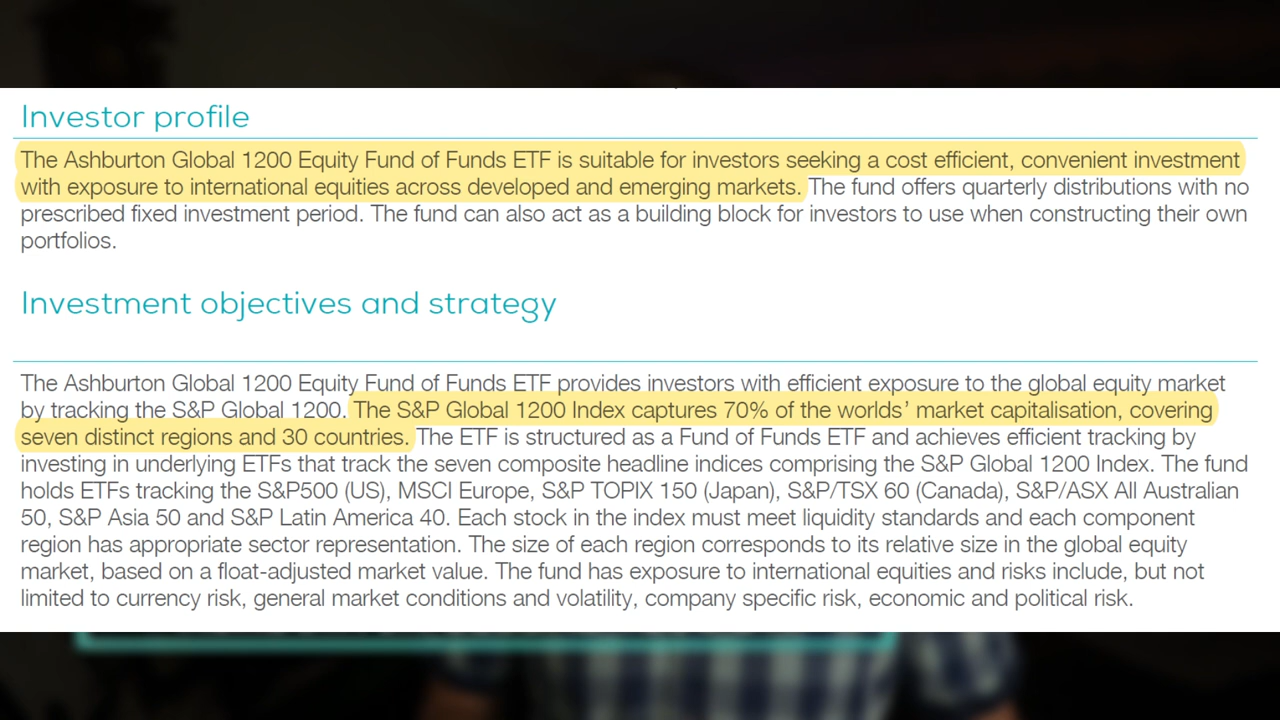 Investor profile
The Ashburton Global 1200 Equity Fund of Funds ETF is suitable for investors seeking a cost efficient, convenient investment
with exposure to international equities across developed and emerging markets. The fund offers quarterly distributions with no
prescribed fixed investment period. The fund can also act as a building block for investors to use when constructing their own
portfolios.
Investment objectives and strategy
The Ashburton Global 1200 Equity Fund of Funds ETF provides investors with efficient exposure to the global equity market
by tracking the S&P Global 1200. The S&P Global 1200 Index captures 70% of the worlds’ market capitalisation, covering
seven distinct regions and 30 countries. The ETF is structured as a Fund of Funds ETF and achieves efficient tracking by
investing in underlying ETFs that track the seven composite headline indices comprising the S&P Global 1200 Index. The fund
holds ETFs tracking the S&P500 (US), MSCI Europe, S&P TOPIX 150 (Japan), S&P/TSX 60 (Canada), S&P/ASX All Australian
50, S&P Asia 50 and S&P Latin America 40. Each stock in the index must meet liquidity standards and each component
region has appropriate sector representation. The size of each region corresponds to its relative size in the global equity
market, based on a float-adjusted market value. The fund has exposure to international equities and risks include, but not
limited to currency risk, general market conditions and volatility, company specific risk, economic and political risk.